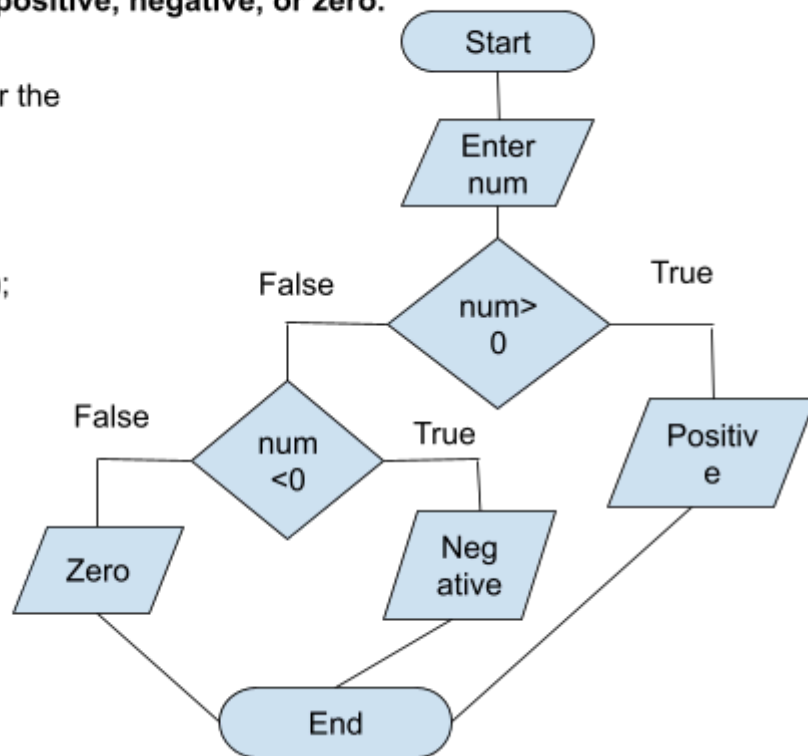 positive, negative, or zero.
Start
r the
Enter
num
;
False
True
num>
0
False
True
num
<0
Positiv
e
Zero
Neg
ative
End